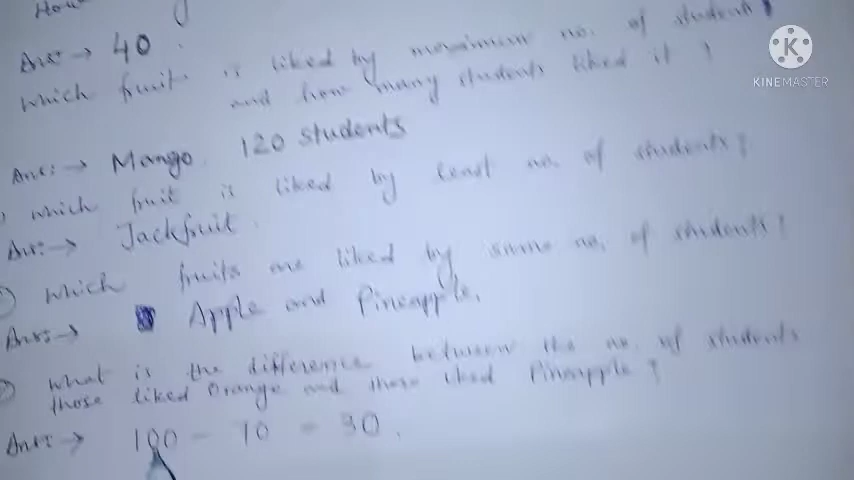 How
Ans:→ 40.
which fruit is liked by maximum no. of students
and how many students liked it?
Ans:→ Mango. 120 students
which fruit is liked by least no. of students?
Ans:→ Jackfruit.
which fruits are liked by same no. of students?
Ans:→ Apple and Pineapple.
what is the difference between the no. of students
those liked Orange and those liked Pineapple?
Ans:→ 100 - 70 = 30.
K
KINEMASTER